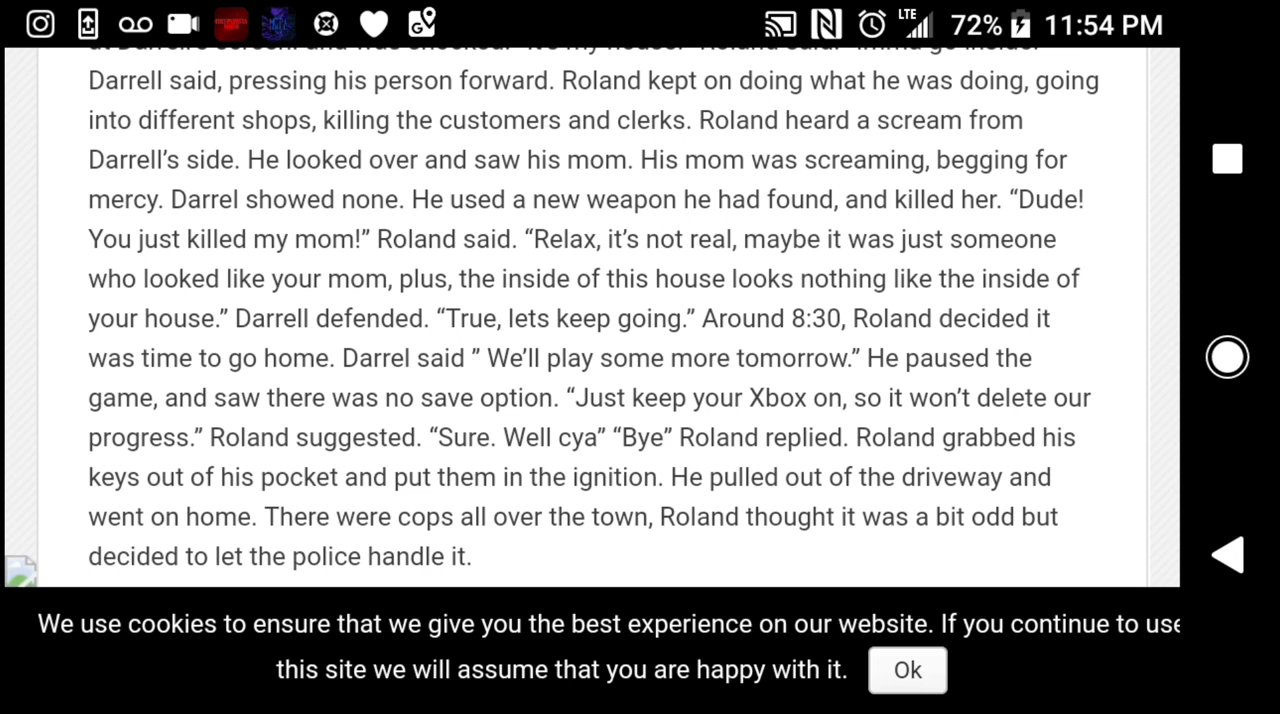 LTE 72% 11:54 PM
Darrell said, pressing his person forward. Roland kept on doing what he was doing, going
into different shops, killing the customers and clerks. Roland heard a scream from
Darrell’s side. He looked over and saw his mom. His mom was screaming, begging for
mercy. Darrel showed none. He used a new weapon he had found, and killed her. “Dude!
You just killed my mom!” Roland said. “Relax, it’s not real, maybe it was just someone
who looked like your mom, plus, the inside of this house looks nothing like the inside of
your house.” Darrell defended. “True, lets keep going.” Around 8:30, Roland decided it
was time to go home. Darrel said ” We’ll play some more tomorrow.” He paused the
game, and saw there was no save option. “Just keep your Xbox on, so it won’t delete our
progress.” Roland suggested. “Sure. Well cya” “Bye” Roland replied. Roland grabbed his
keys out of his pocket and put them in the ignition. He pulled out of the driveway and
went on home. There were cops all over the town, Roland thought it was a bit odd but
decided to let the police handle it.
We use cookies to ensure that we give you the best experience on our website. If you continue to use
this site we will assume that you are happy with it. Ok